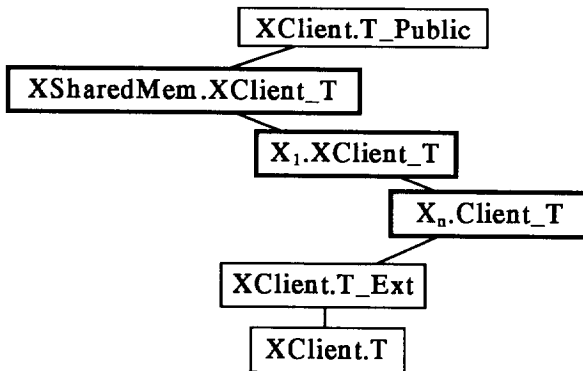 XClient.T_Public
XSharedMem.XClient_T
X₁.XClient_T
Xₙ.Client_T
XClient.T_Ext
XClient.T